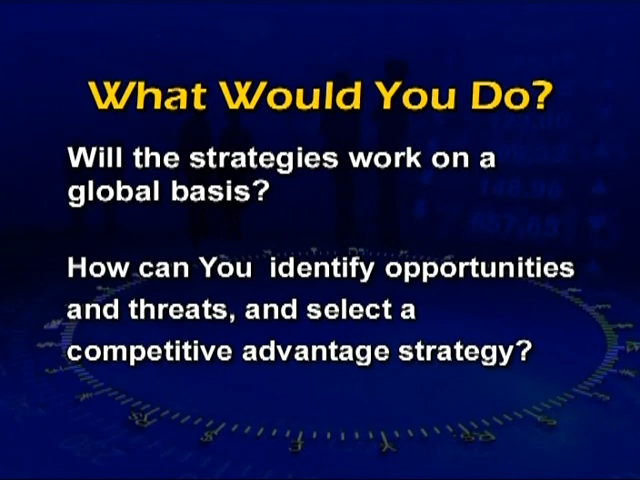 What Would You Do?
Will the strategies work on a
global basis?
How can You identify opportunities
and threats, and select a
competitive advantage strategy?